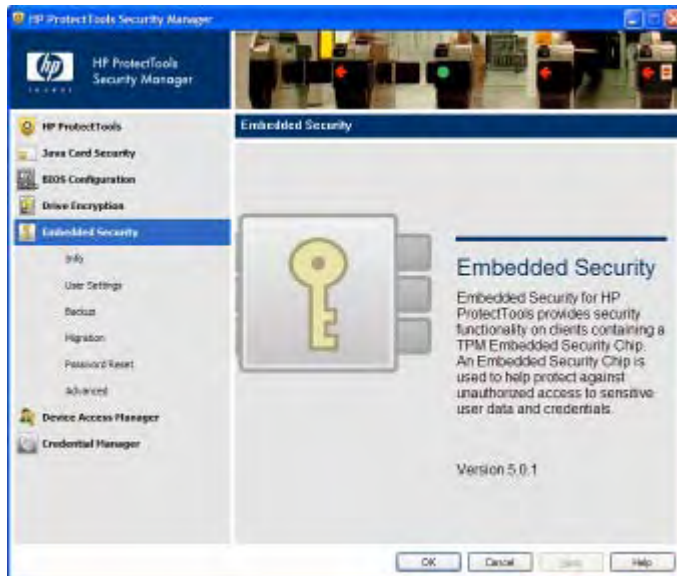 HP ProtectTools Security Manager
hp
invent
HP ProtectTools
Security Manager
HP ProtectTools
Java Card Security
BIOS Configuration
Drive Encryption
Embedded Security
Info
User Settings
Backup
Migration
Password Reset
Advanced
Device Access Manager
Credential Manager
Embedded Security
Embedded Security
Embedded Security for HP
ProtectTools provides security
functionality on clients containing a
TPM Embedded Security Chip.
An Embedded Security Chip is
used to help protect against
unauthorized access to sensitive
user data and credentials.
Version 5.0.1
OK
Cancel
Help